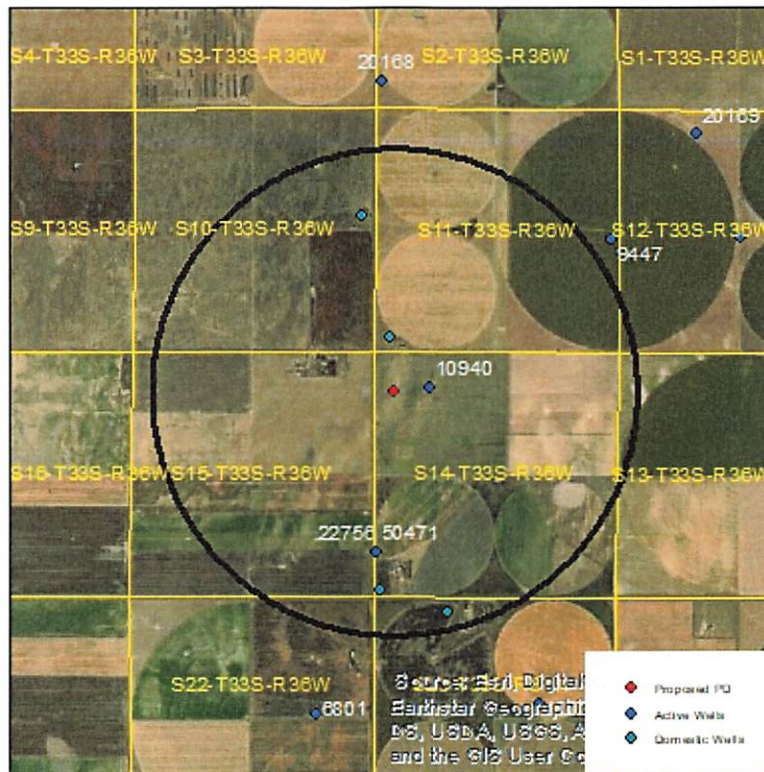 S4-T33S-R36W
S3-T33S-R36W
S2-T33S-R36W
S1-T33S-R36W
20168
20169
S9-T33S-R36W
S10-T33S-R36W
S11-T33S-R36W
S12-T33S-R36W
9447
10940
S16-T33S-R36W
S15-T33S-R36W
S14-T33S-R36W
S13-T33S-R36W
22756 50471
S22-T33S-R36W
6801
Source: Esri, Digital
Earthstar Geographi
DS, USDA, USGS, A
and the GIS User Co
Proposed PD
Active Wells
Domestic Wells